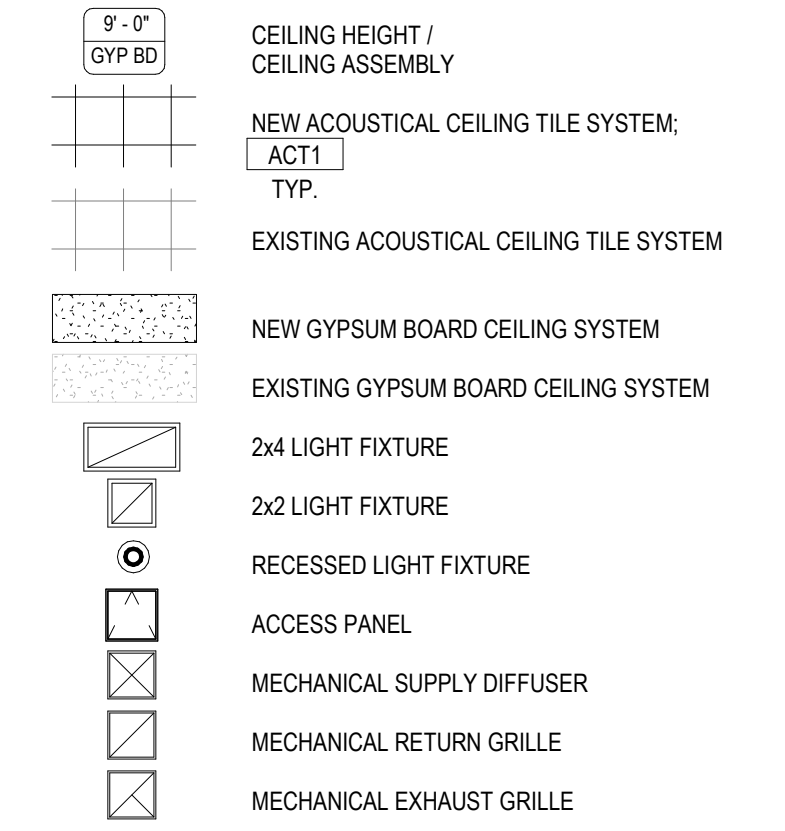 9' - 0"
GYP BD
CEILING HEIGHT /
CEILING ASSEMBLY
NEW ACOUSTICAL CEILING TILE SYSTEM;
ACT1
TYP.
EXISTING ACOUSTICAL CEILING TILE SYSTEM
NEW GYPSUM BOARD CEILING SYSTEM
EXISTING GYPSUM BOARD CEILING SYSTEM
2x4 LIGHT FIXTURE
2x2 LIGHT FIXTURE
RECESSED LIGHT FIXTURE
ACCESS PANEL
MECHANICAL SUPPLY DIFFUSER
MECHANICAL RETURN GRILLE
MECHANICAL EXHAUST GRILLE